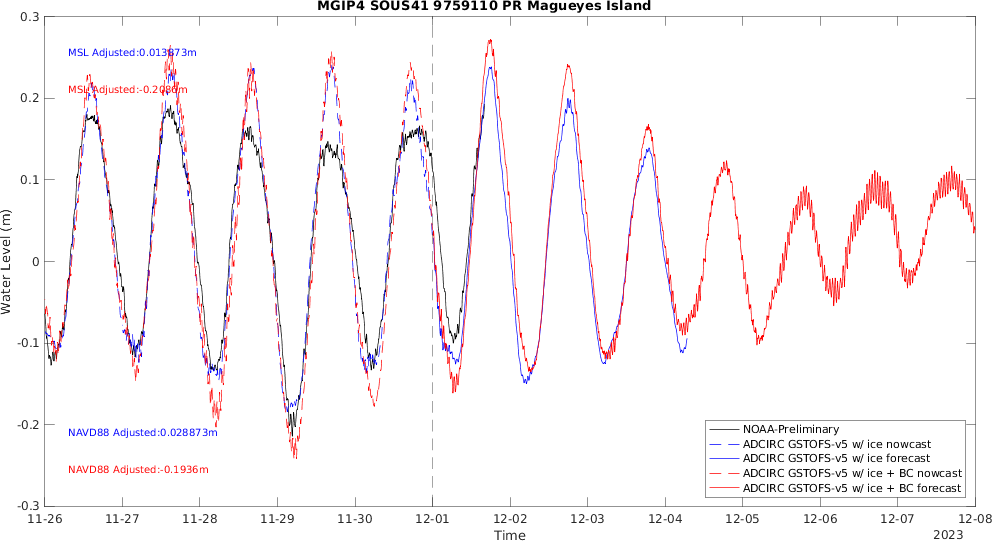 MGIP4 SOUS41 9759110 PR Magueyes Island
0.3
0.2
0.1
0
-0.1
-0.2
-0.3
Water Level (m)
MSL Adjusted:0.013873m
MSL Adjusted:-0.2086m
NAVD88 Adjusted:0.028873m
NAVD88 Adjusted:-0.1936m
NOAA-Preliminary
ADCIRC GSTOFS-v5 w/ ice nowcast
ADCIRC GSTOFS-v5 w/ ice forecast
ADCIRC GSTOFS-v5 w/ ice + BC nowcast
ADCIRC GSTOFS-v5 w/ ice + BC forecast
11-26 11-27 11-28 11-29 11-30 12-01 12-02 12-03 12-04 12-05 12-06 12-07 12-08
Time
2023